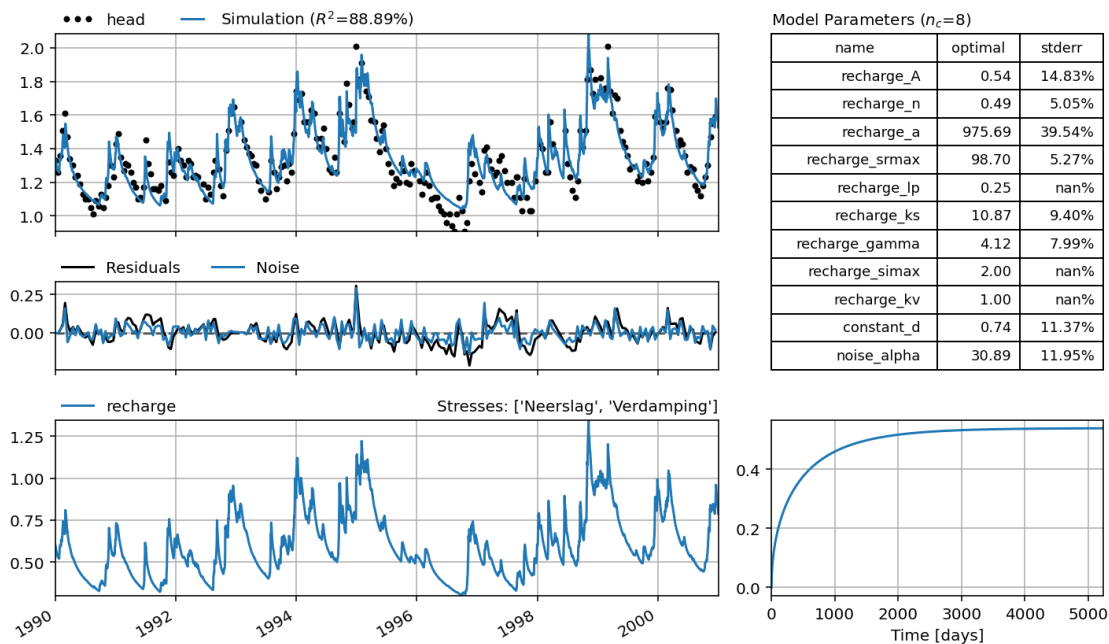 head Simulation (R²=88.89%)
2.0
1.8
1.6
1.4
1.2
1.0
Residuals Noise
0.25
0.00
recharge Stresses: ['Neerslag', 'Verdamping']
1.25
1.00
0.75
0.50
1990 1992 1994 1996 1998 2000
Model Parameters (n_c=8)
name optimal stderr
recharge_A 0.54 14.83%
recharge_n 0.49 5.05%
recharge_a 975.69 39.54%
recharge_srmax 98.70 5.27%
recharge_lp 0.25 nan%
recharge_ks 10.87 9.40%
recharge_gamma 4.12 7.99%
recharge_simax 2.00 nan%
recharge_kv 1.00 nan%
constant_d 0.74 11.37%
noise_alpha 30.89 11.95%
0.4
0.2
0.0
0 1000 2000 3000 4000 5000
Time [days]